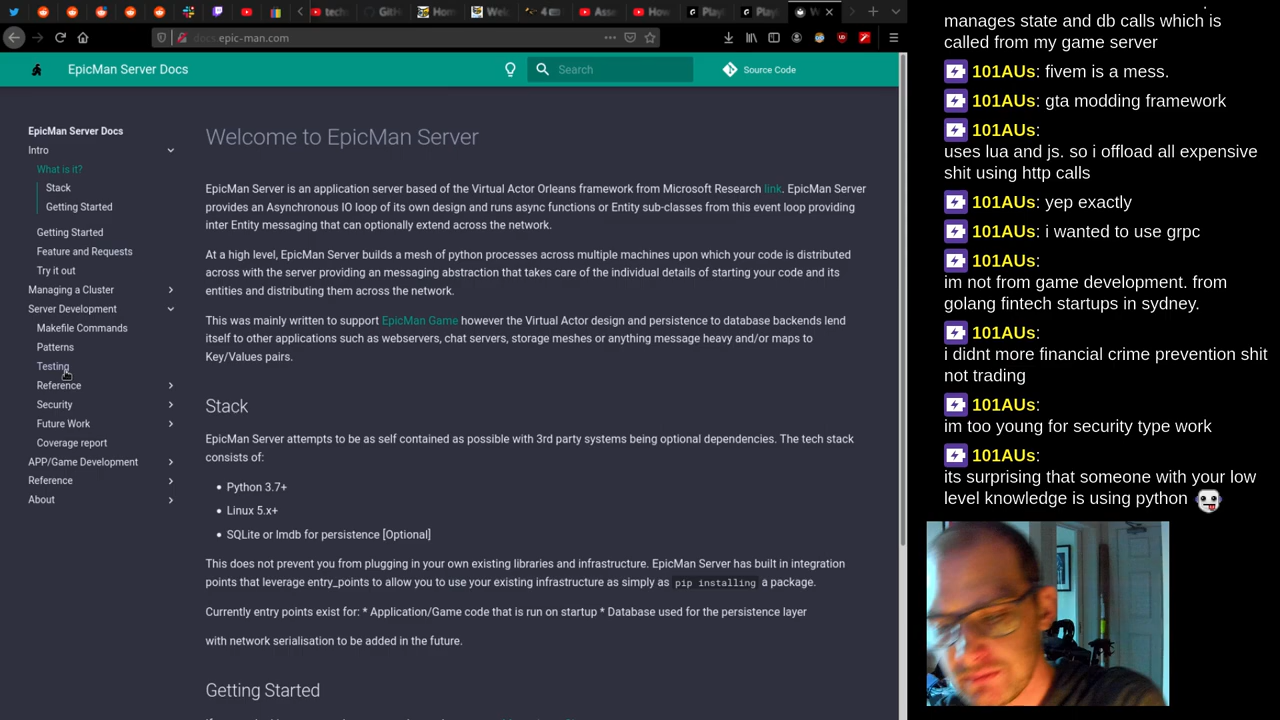 tech
GitH
Hom
Wel
4
Asse
How
Playl
Playl
W
docs.epic-man.com
EpicMan Server Docs
Search
Source Code
EpicMan Server Docs
Intro
What is it?
Stack
Getting Started
Getting Started
Feature and Requests
Try it out
Managing a Cluster
Server Development
Makefile Commands
Patterns
Testing
Reference
Security
Future Work
Coverage report
APP/Game Development
Reference
About
Welcome to EpicMan Server
EpicMan Server is an application server based of the Virtual Actor Orleans framework from Microsoft Research link. EpicMan Server
provides an Asynchronous IO loop of its own design and runs async functions or Entity sub-classes from this event loop providing
inter Entity messaging that can optionally extend across the network.
At a high level, EpicMan Server builds a mesh of python processes across multiple machines upon which your code is distributed
across with the server providing an messaging abstraction that takes care of the individual details of starting your code and its
entities and distributing them across the network.
This was mainly written to support EpicMan Game however the Virtual Actor design and persistence to database backends lend
itself to other applications such as webservers, chat servers, storage meshes or anything message heavy and/or maps to
Key/Values pairs.
Stack
EpicMan Server attempts to be as self contained as possible with 3rd party systems being optional dependencies. The tech stack
consists of:
Python 3.7+
Linux 5.x+
SQLite or lmdb for persistence [Optional]
This does not prevent you from plugging in your own existing libraries and infrastructure. EpicMan Server has built in integration
points that leverage entry_points to allow you to use your existing infrastructure as simply as pip installing a package.
Currently entry points exist for: * Application/Game code that is run on startup * Database used for the persistence layer
with network serialisation to be added in the future.
Getting Started
manages state and db calls which is
called from my game server
101AUs: fivem is a mess.
101AUs: gta modding framework
101AUs:
uses lua and js. so i offload all expensive
shit using http calls
101AUs: yep exactly
101AUs: i wanted to use grpc
101AUs:
im not from game development. from
golang fintech startups in sydney.
101AUs:
i didnt more financial crime prevention shit
not trading
101AUs:
im too young for security type work
101AUs:
its surprising that someone with your low
level knowledge is using python